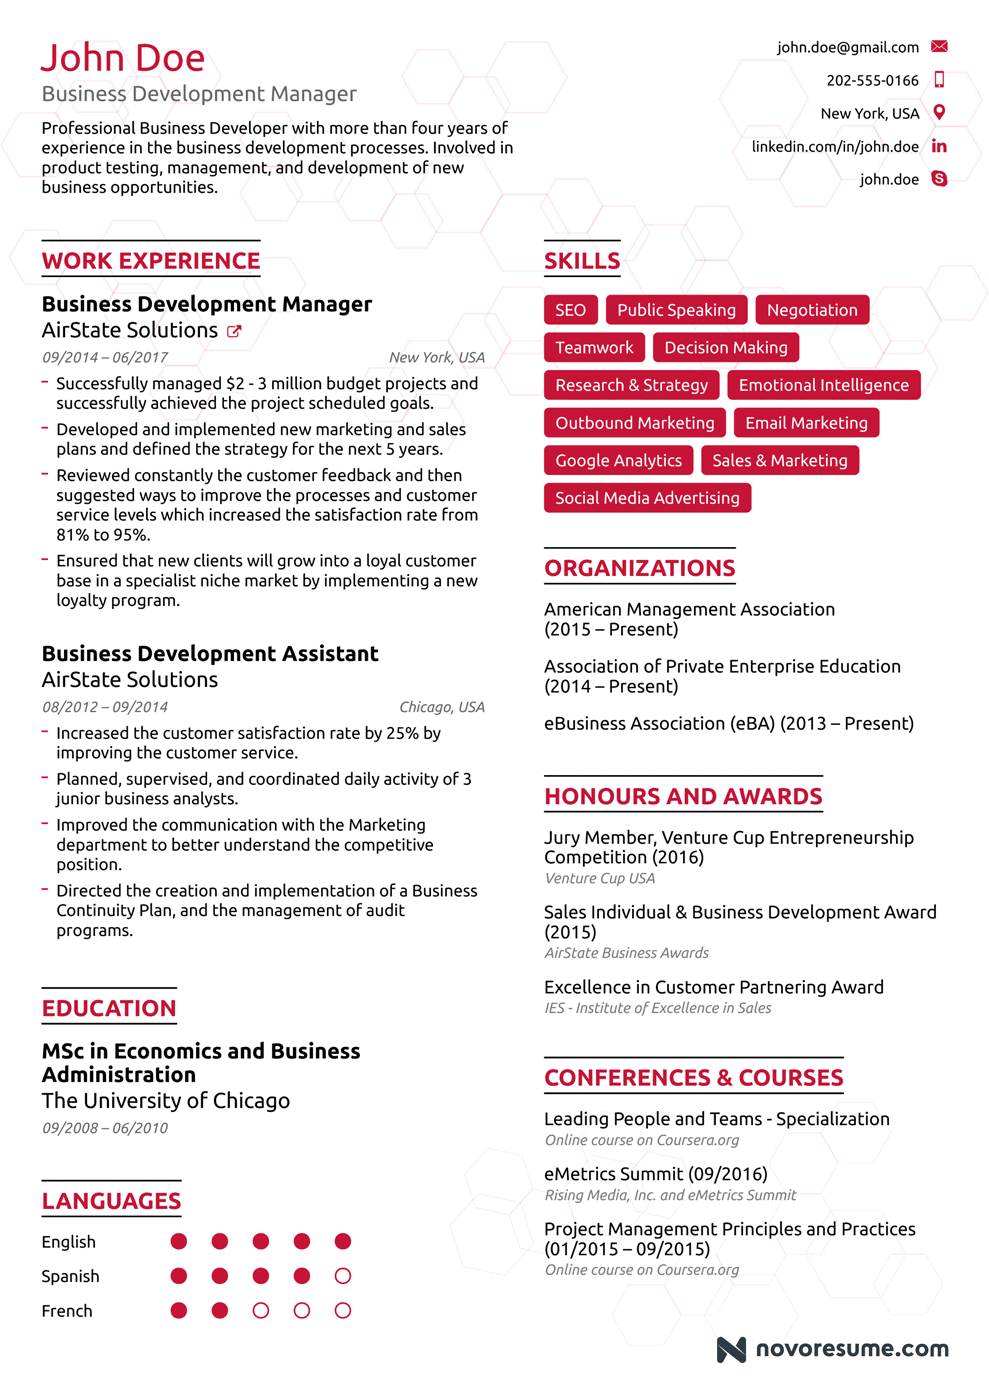 John Doe
Business Development Manager
Professional Business Developer with more than four years of
experience in the business development processes. Involved in
product testing, management, and development of new
business opportunities.
john.doe@gmail.com
202-555-0166
New York, USA
linkedin.com/in/john.doe
john.doe
WORK EXPERIENCE
Business Development Manager
AirState Solutions
09/2014 – 06/2017 New York, USA
– Successfully managed $2 - 3 million budget projects and
successfully achieved the project scheduled goals.
– Developed and implemented new marketing and sales
plans and defined the strategy for the next 5 years.
– Reviewed constantly the customer feedback and then
suggested ways to improve the processes and customer
service levels which increased the satisfaction rate from
81% to 95%.
– Ensured that new clients will grow into a loyal customer
base in a specialist niche market by implementing a new
loyalty program.
Business Development Assistant
AirState Solutions
08/2012 – 09/2014 Chicago, USA
– Increased the customer satisfaction rate by 25% by
improving the customer service.
– Planned, supervised, and coordinated daily activity of 3
junior business analysts.
– Improved the communication with the Marketing
department to better understand the competitive
position.
– Directed the creation and implementation of a Business
Continuity Plan, and the management of audit
programs.
EDUCATION
MSc in Economics and Business
Administration
The University of Chicago
09/2008 – 06/2010
LANGUAGES
English
Spanish
French
SKILLS
SEO Public Speaking Negotiation
Teamwork Decision Making
Research & Strategy Emotional Intelligence
Outbound Marketing Email Marketing
Google Analytics Sales & Marketing
Social Media Advertising
ORGANIZATIONS
American Management Association
(2015 – Present)
Association of Private Enterprise Education
(2014 – Present)
eBusiness Association (eBA) (2013 – Present)
HONOURS AND AWARDS
Jury Member, Venture Cup Entrepreneurship
Competition (2016)
Venture Cup USA
Sales Individual & Business Development Award
(2015)
AirState Business Awards
Excellence in Customer Partnering Award
IES - Institute of Excellence in Sales
CONFERENCES & COURSES
Leading People and Teams - Specialization
Online course on Coursera.org
eMetrics Summit (09/2016)
Rising Media, Inc. and eMetrics Summit
Project Management Principles and Practices
(01/2015 – 09/2015)
Online course on Coursera.org
novoresume.com